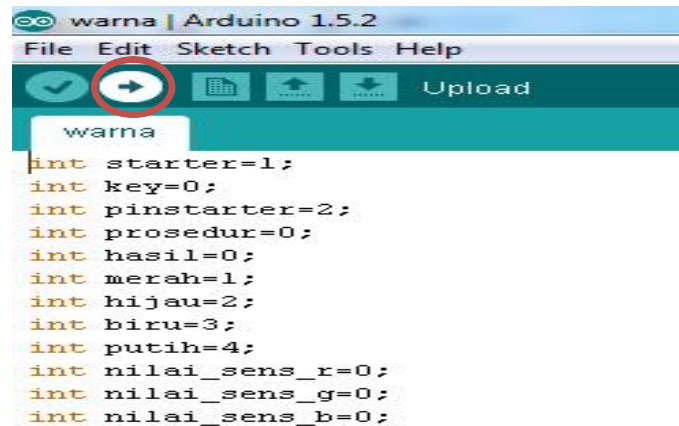 warna | Arduino 1.5.2
File Edit Sketch Tools Help
Upload
warna
int starter=1;
int key=0;
int pinstarter=2;
int prosedur=0;
int hasil=0;
int merah=1;
int hijau=2;
int biru=3;
int putih=4;
int nilai_sens_r=0;
int nilai_sens_g=0;
int nilai_sens_b=0;